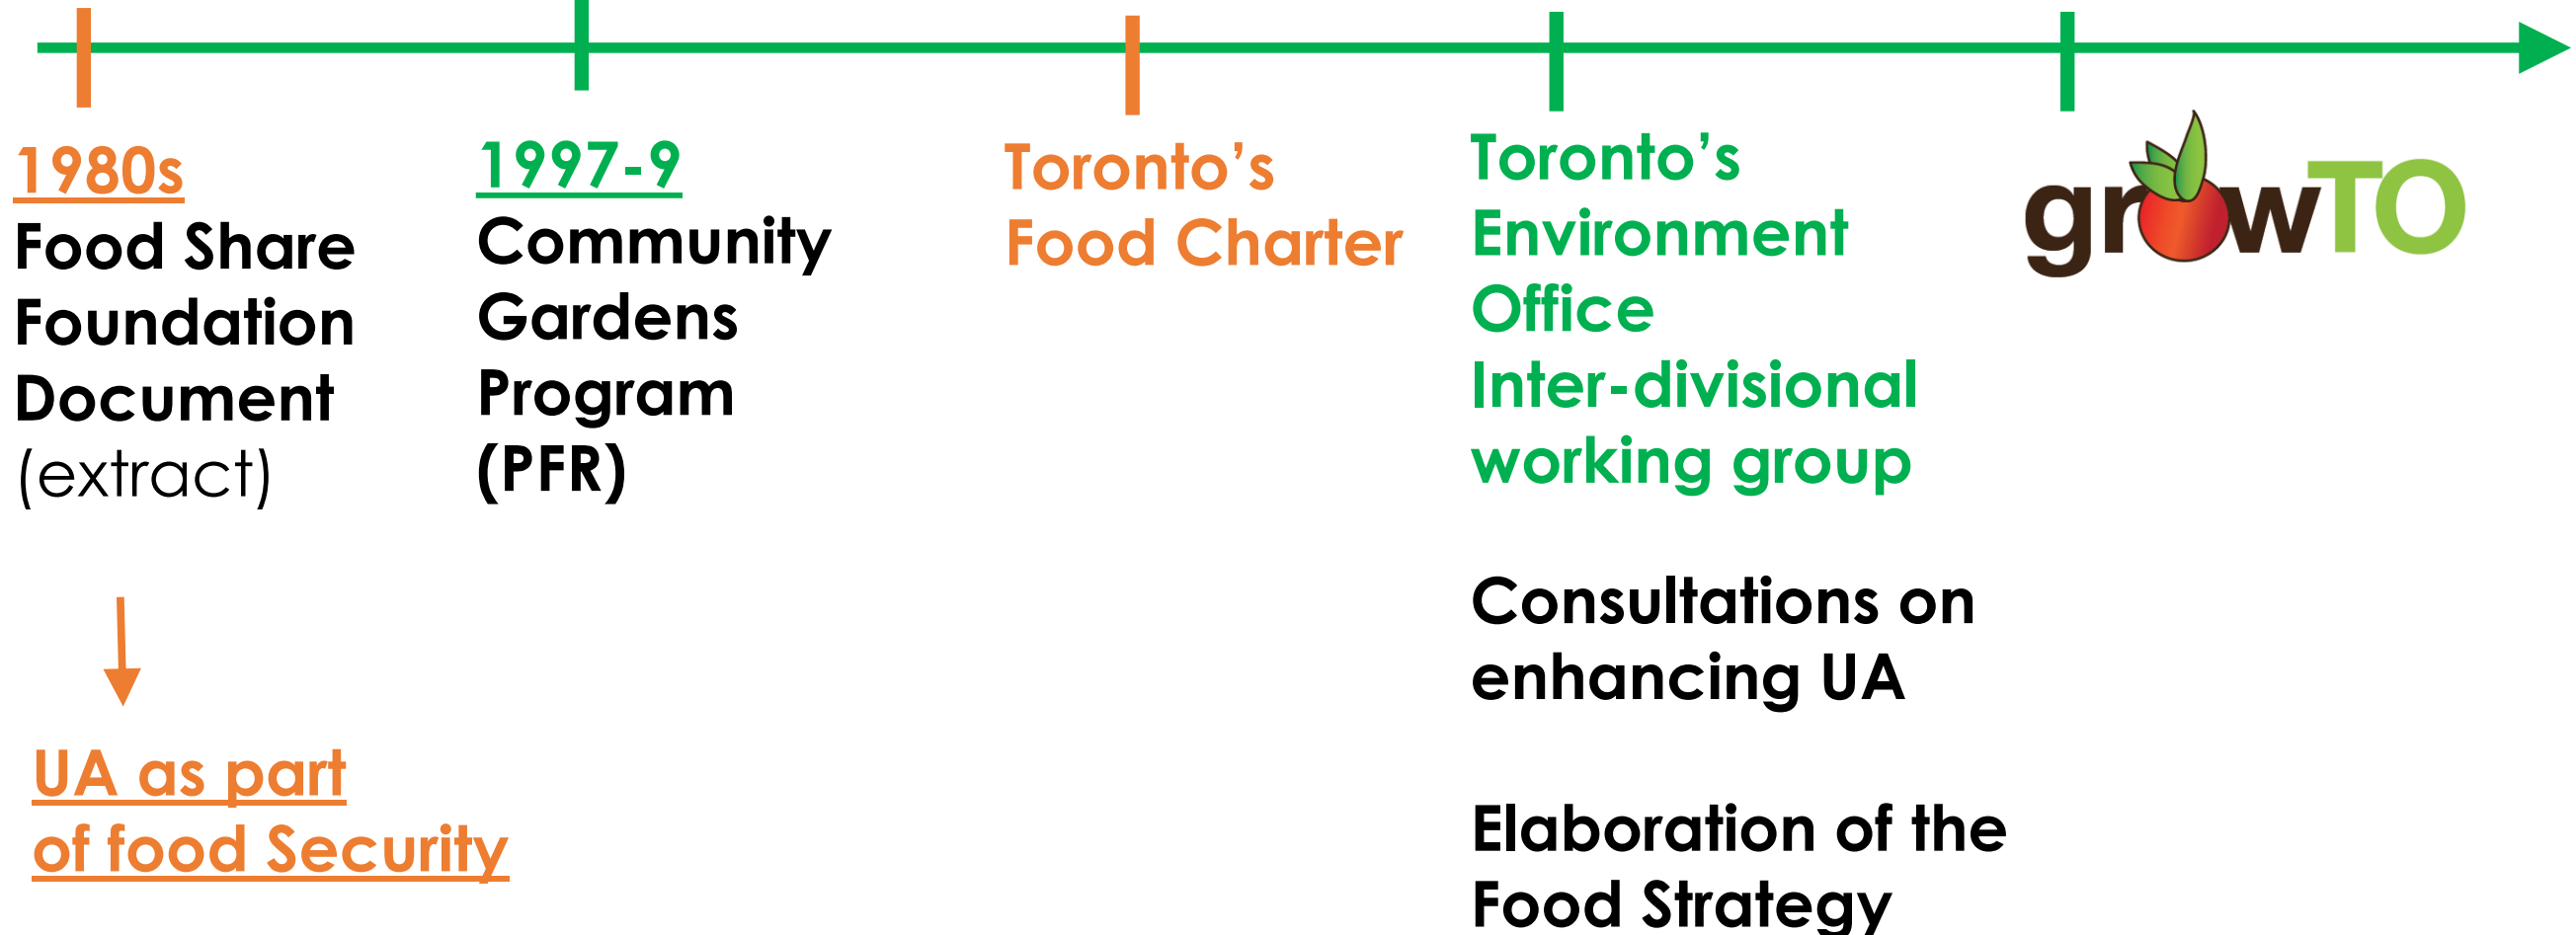 1980s
Food Share
Foundation
Document
(extract)
UA as part
of food Security
1997-9
Community
Gardens
Program
(PFR)
Toronto’s
Food Charter
Toronto’s
Environment
Office
Inter-divisional
working group
Consultations on
enhancing UA
Elaboration of the
Food Strategy
growTO